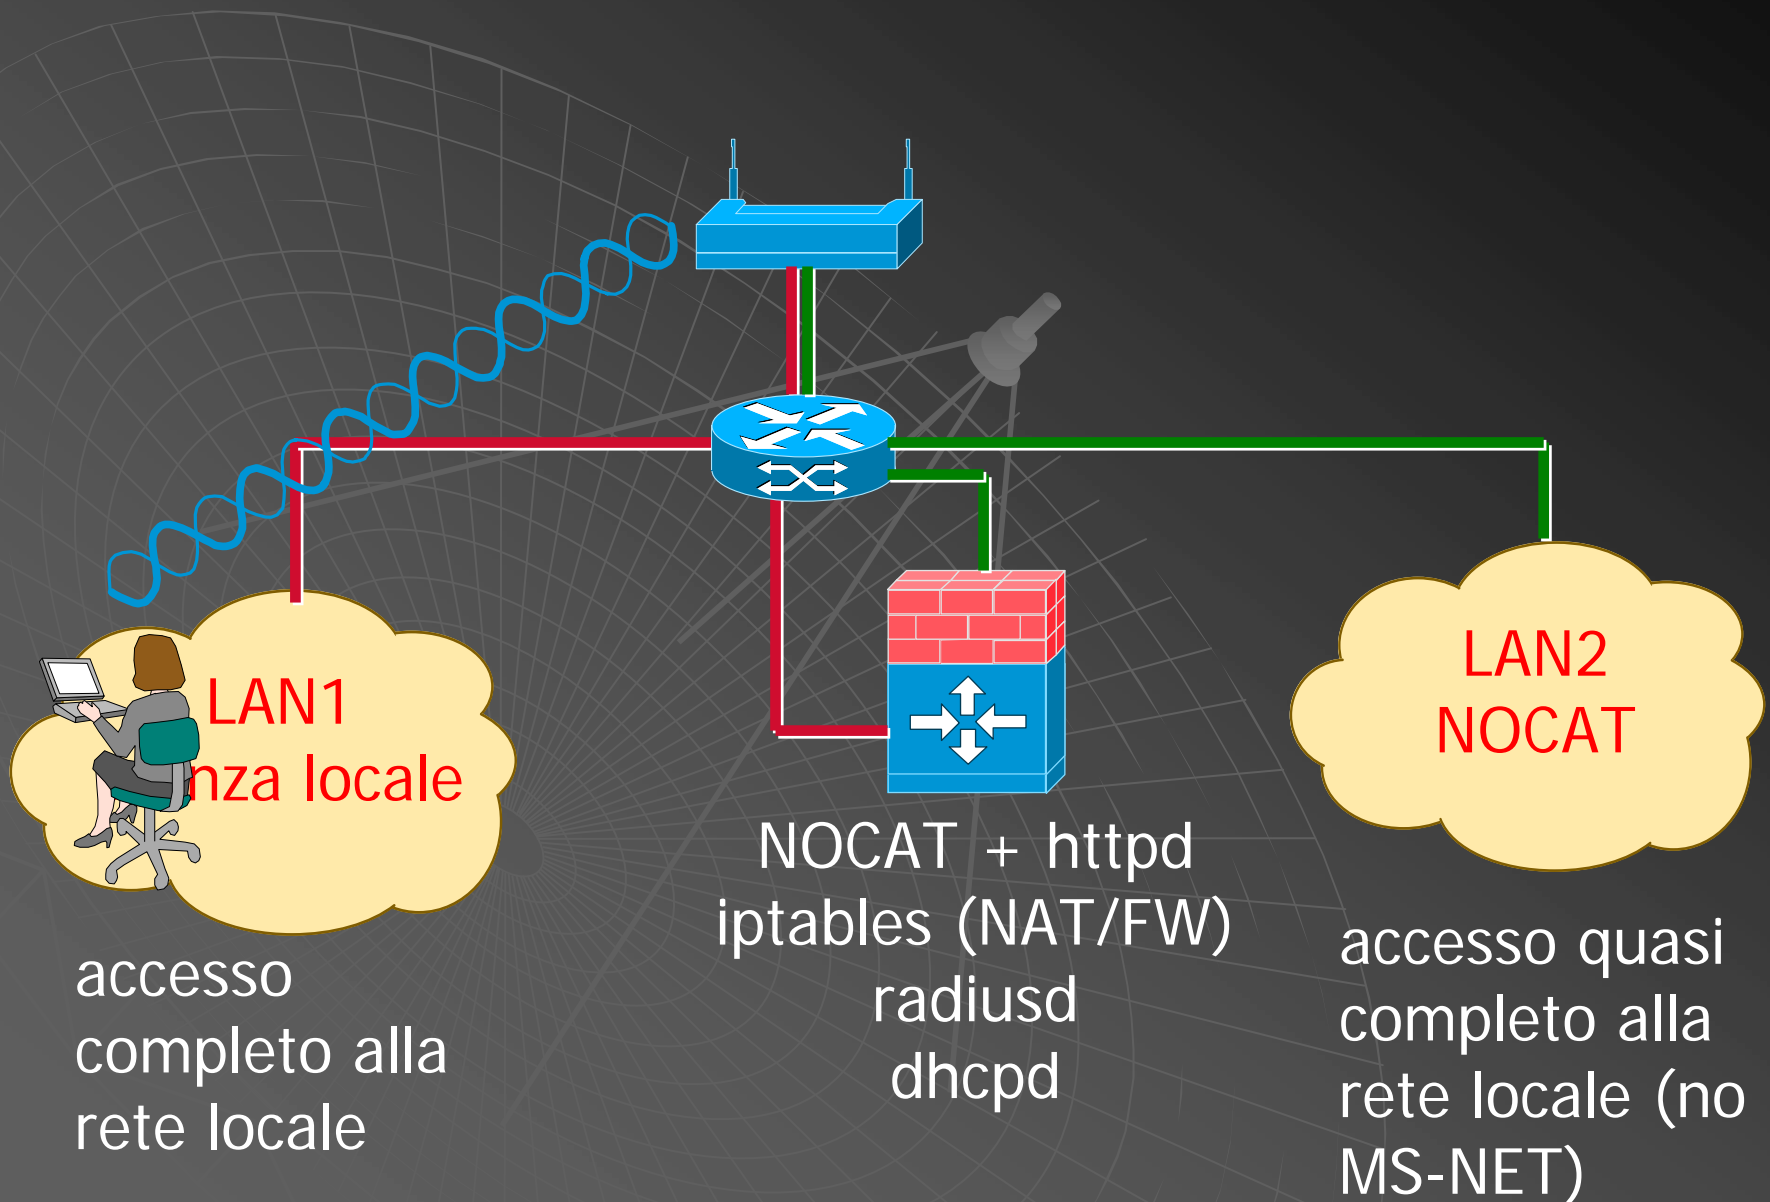 LAN1
nza locale
accesso
completo alla
rete locale
NOCAT + httpd
iptables (NAT/FW)
radiusd
dhcpd
LAN2
NOCAT
accesso quasi
completo alla
rete locale (no
MS-NET)